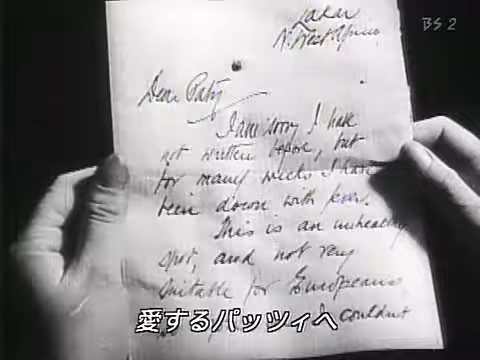 BS 2
Dakar
N. West Africa
Dear Patsy
I am sorry I have
not written before, but
for many weeks I have
been down with fever.
This is an unhealthy
spot, and not very
suitable for Europeans
I couldn't
愛するパッツィへ